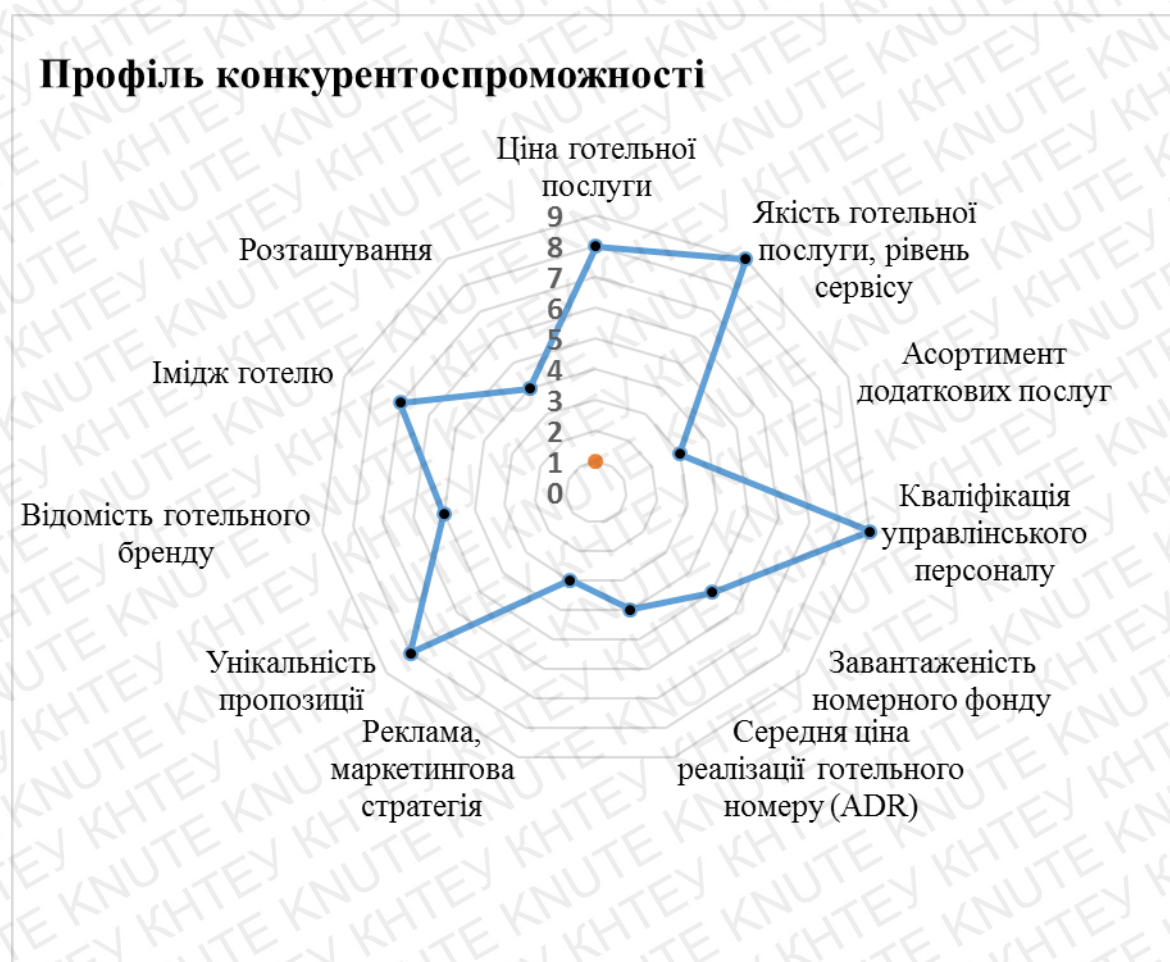 Профіль конкурентоспроможності
Ціна готельної
послуги
Якість готельної
послуги, рівень
сервісу
Асортимент
додаткових послуг
Кваліфікація
управлінського
персоналу
Завантаженість
номерного фонду
Середня ціна
реалізації готельного
номеру (ADR)
Реклама,
маркетингова
стратегія
Унікальність
пропозиції
Відомість готельного
бренду
Імідж готелю
Розташування
9
8
7
6
5
4
3
2
1
0
КНТЕУ KNUTE